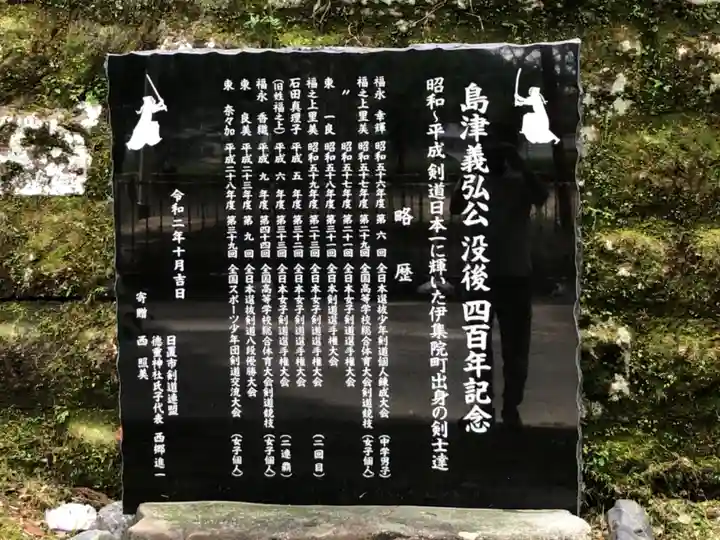 島津義弘公 没後 四百年記念
昭和~平成 剣道日本一に輝いた伊集院町出身の剣士達
略歴
福永 幸輝 昭和五十六年度 第 六 回 全日本選抜少年剣道個人錬成大会 (中学男子)
福之上里美 昭和五十七年度 第二十九回 全国高等学校総合体育大会剣道競技 (女子個人)
〃 昭和五十七年度 第二十一回 全日本女子剣道選手権大会
東 一良 昭和五十八年度 第三十一回 全日本剣道選手権大会
福之上里美 昭和五十九年度 第二十三回 全日本女子剣道選手権大会 (二回目)
石田真理子 平成 五 年度 第三十二回 全日本女子剣道選手権大会
(旧姓福之上) 平成 六 年度 第三十三回 全日本女子剣道選手権大会 (二連覇)
福永 香織 平成 九 年度 第四十四回 全国高等学校総合体育大会剣道競技 (女子個人)
東 良美 平成二十三年度 第 九 回 全日本選抜剣道八段優勝大会
東 奈々加 平成二十八年度 第三十九回 全国スポーツ少年団剣道交流大会 (女子個人)
令和二年十月吉日
日置市剣道連盟
徳重神社氏子代表 西郷進一
寄贈 西 照美